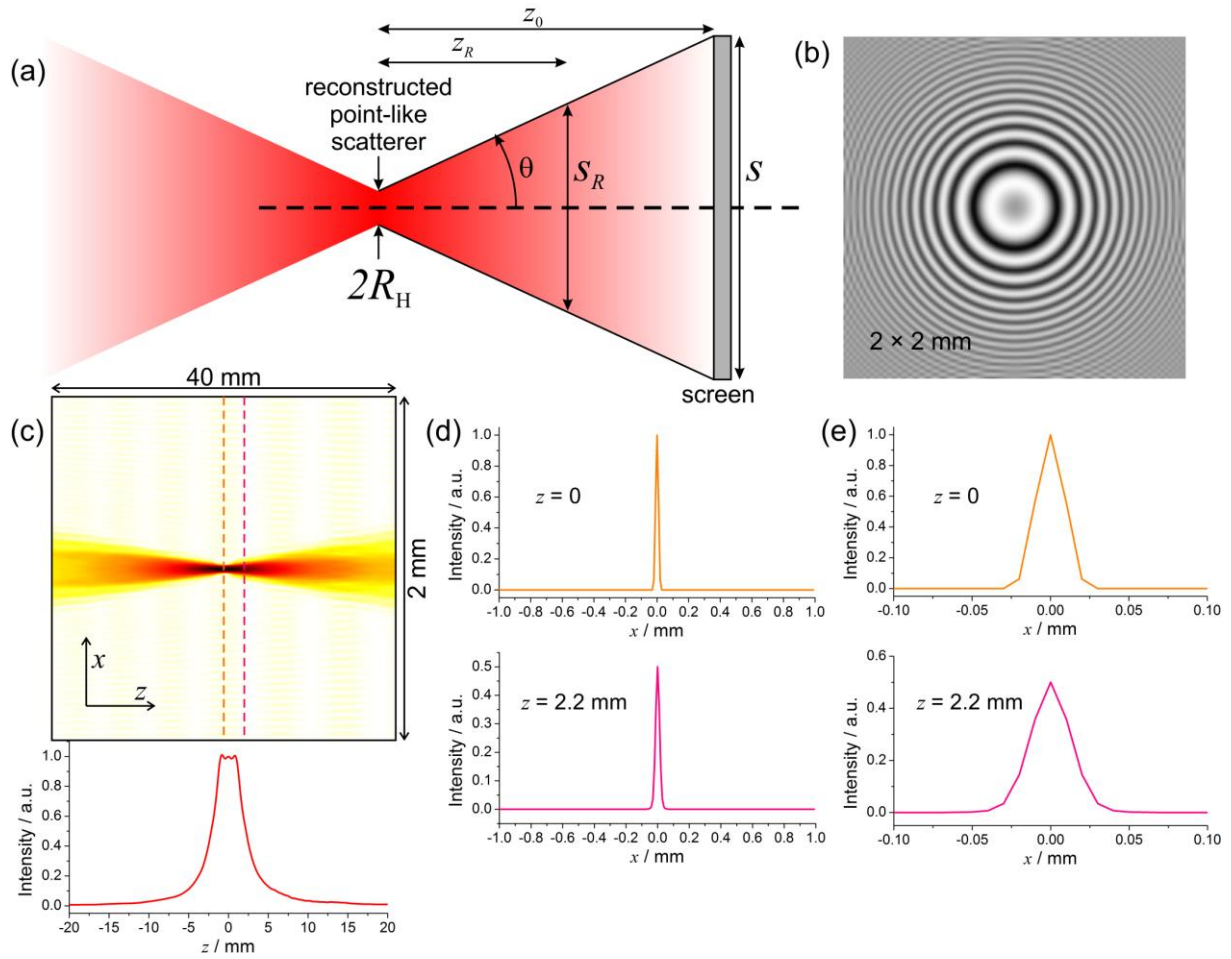 (a)
z₀
z_R
reconstructed
point-like
scatterer
θ
s_R
s
2R_H
screen
(b)
2 × 2 mm
(c)
40 mm
2 mm
x
z
Intensity / a.u.
1.0
0.8
0.6
0.4
0.2
0.0
-20 -15 -10 -5 0 5 10 15 20
z / mm
(d)
Intensity / a.u.
1.0
0.8
0.6
0.4
0.2
0.0
z = 0
-1.0 -0.8 -0.6 -0.4 -0.2 0.0 0.2 0.4 0.6 0.8 1.0
x / mm
Intensity / a.u.
0.5
0.4
0.3
0.2
0.1
0.0
z = 2.2 mm
-1.0 -0.8 -0.6 -0.4 -0.2 0.0 0.2 0.4 0.6 0.8 1.0
x / mm
(e)
Intensity / a.u.
1.0
0.8
0.6
0.4
0.2
0.0
z = 0
-0.10 -0.05 0.00 0.05 0.10
x / mm
Intensity / a.u.
0.6
0.4
0.2
0.0
z = 2.2 mm
-0.10 -0.05 0.00 0.05 0.10
x / mm